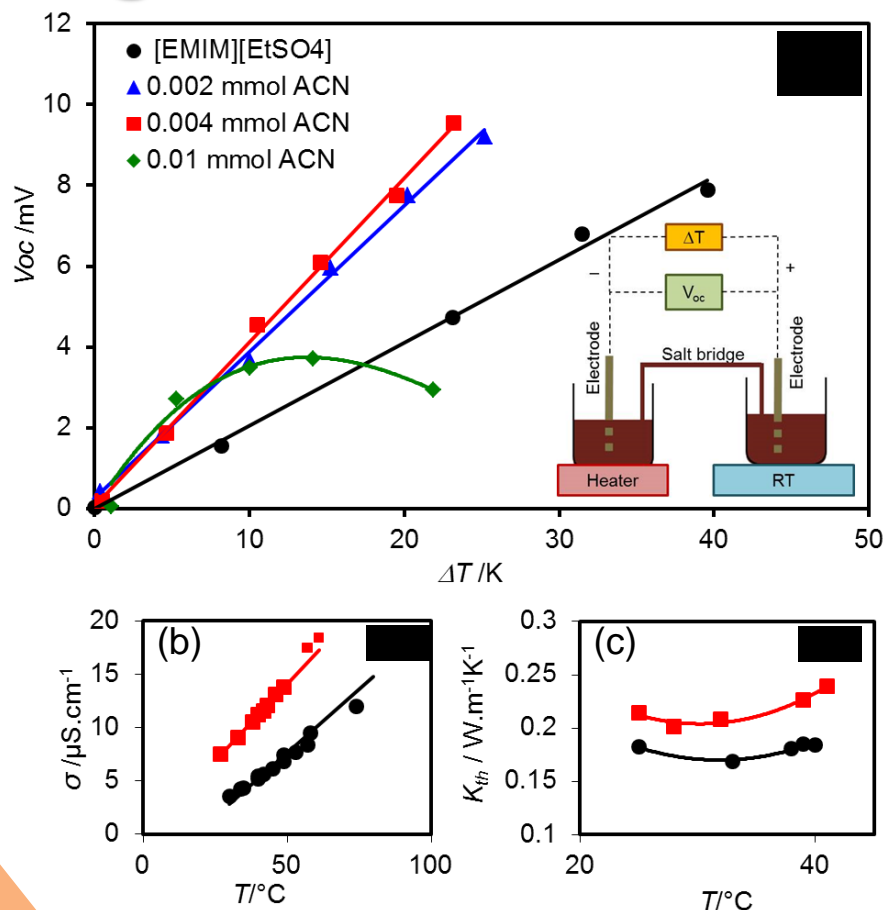 12
[EMIM][EtSO4]
0.002 mmol ACN
0.004 mmol ACN
0.01 mmol ACN
10
8
6
4
2
0
Voc /mV
0 10 20 30 40 50
ΔT /K
ΔT
– +
Voc
Salt bridge
Electrode
Electrode
Heater
RT
(b)
20
15
10
5
0
σ /µS.cm-1
0 50 100
T/°C
(c)
0.3
0.25
0.2
0.15
0.1
Kth / W.m-1K-1
20 40
T/°C